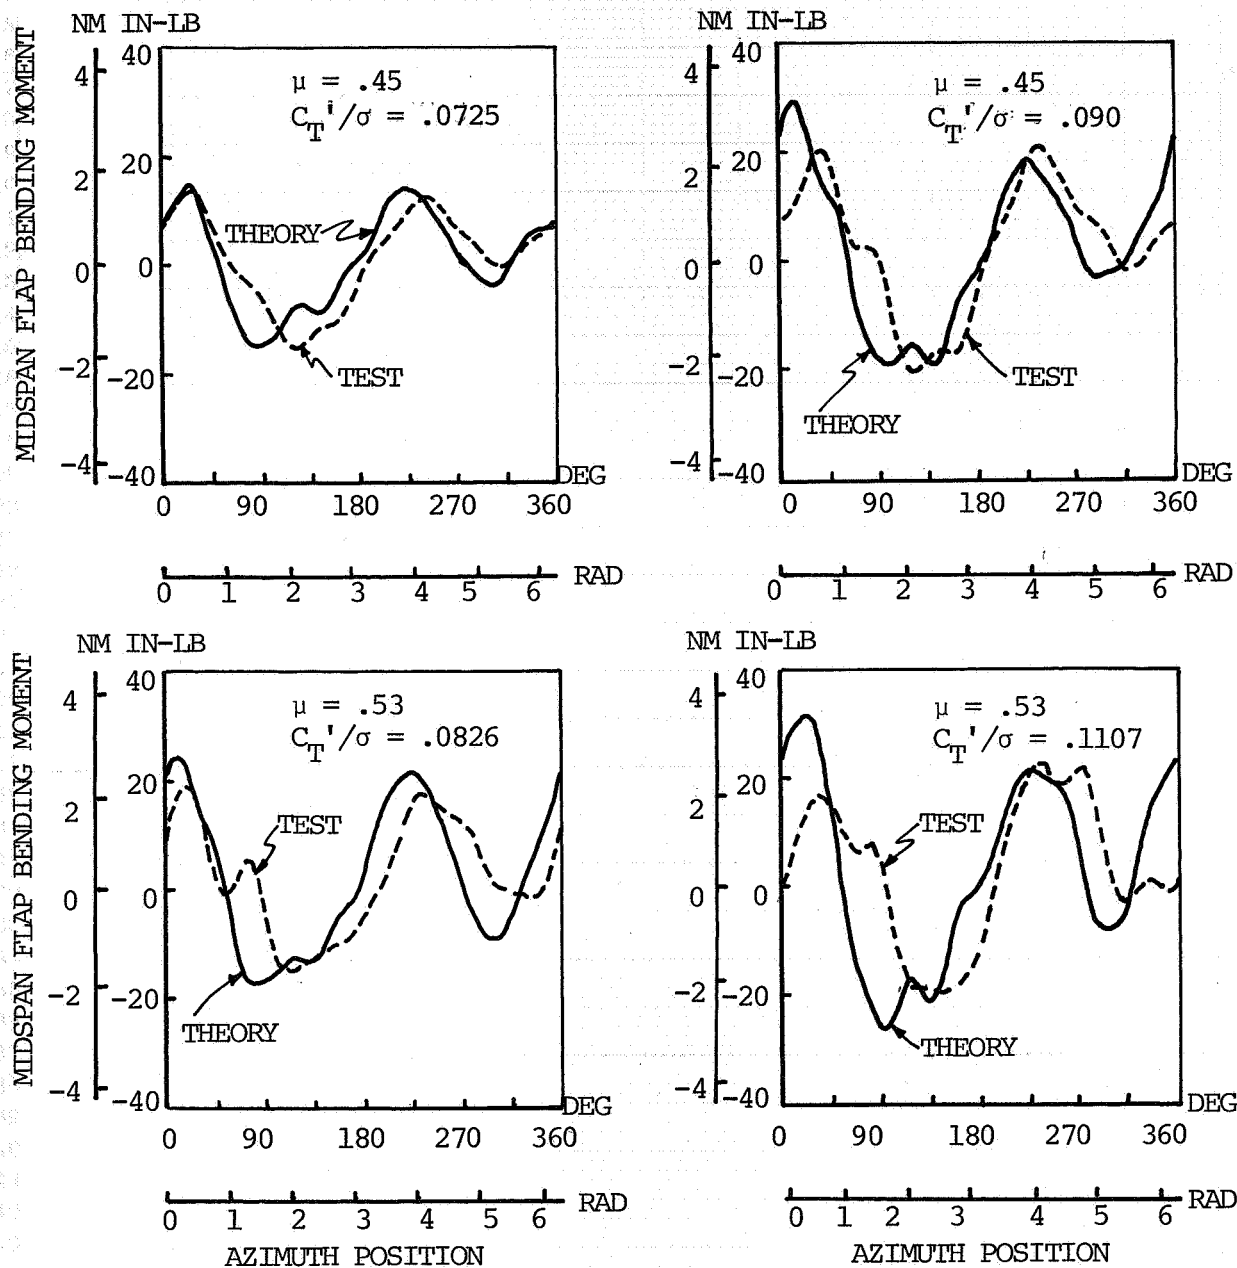 NM IN-LB
MIDSPAN FLAP BENDING MOMENT
4
2
0
-2
-4
40
20
0
-20
-40
μ = .45
C_T'/σ = .0725
THEORY
TEST
DEG
0 90 180 270 360
0 1 2 3 4 5 6 RAD
NM IN-LB
4
2
0
-2
-4
40
20
0
-20
-40
μ = .45
C_T'/σ = .090
TEST
THEORY
DEG
0 90 180 270 360
0 1 2 3 4 5 6 RAD
NM IN-LB
MIDSPAN FLAP BENDING MOMENT
4
2
0
-2
-4
40
20
0
-20
-40
μ = .53
C_T'/σ = .0826
TEST
THEORY
DEG
0 90 180 270 360
0 1 2 3 4 5 6 RAD
AZIMUTH POSITION
NM IN-LB
4
2
0
-2
-4
40
20
0
-20
-40
μ = .53
C_T'/σ = .1107
TEST
THEORY
DEG
0 90 180 270 360
0 1 2 3 4 5 6 RAD
AZIMUTH POSITION